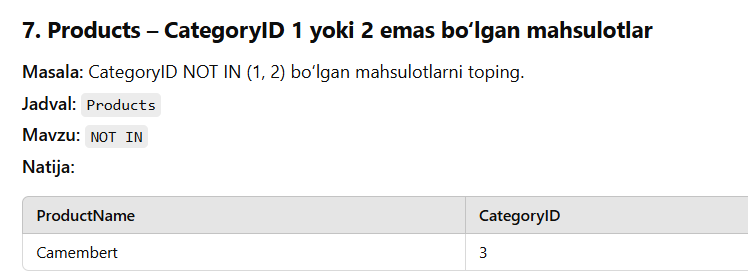 7. Products – CategoryID 1 yoki 2 emas bo‘lgan mahsulotlar
Masala: CategoryID NOT IN (1, 2) bo‘lgan mahsulotlarni toping.
Jadval: Products
Mavzu: NOT IN
Natija:
ProductName CategoryID
Camembert 3